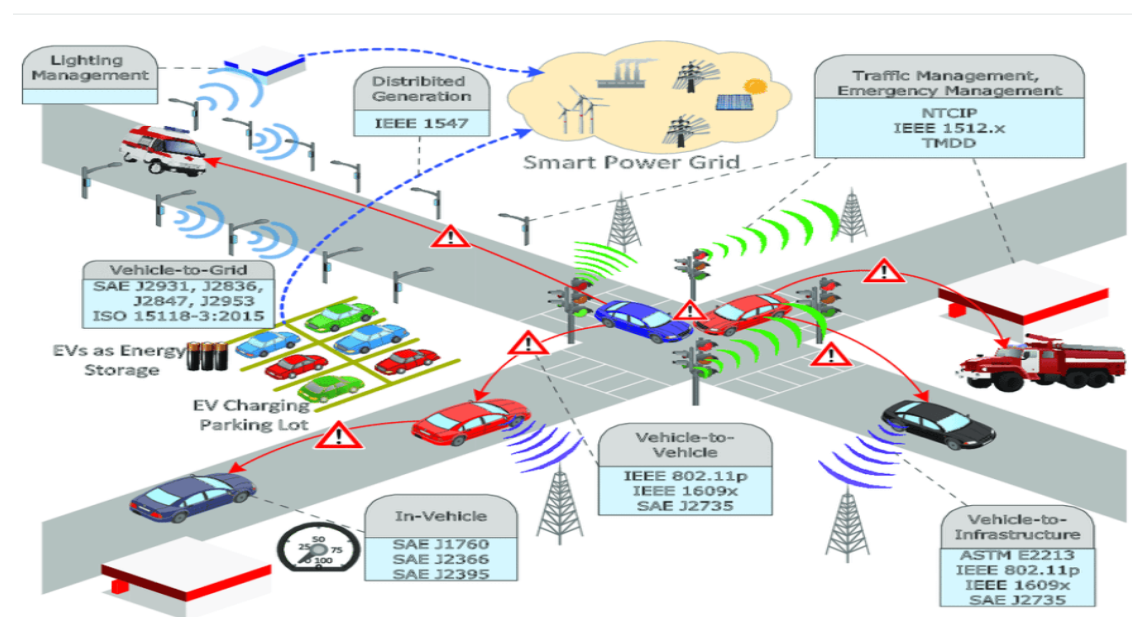 Lighting
Management
Distribited
Generation
IEEE 1547
Smart Power Grid
Traffic Management,
Emergency Management
NTCIP
IEEE 1512.x
TMDD
Vehicle-to-Grid
SAE J2931, J2836,
J2847, J2953
ISO 15118-3:2015
EVs as Energy
Storage
EV Charging
Parking Lot
Vehicle-to-
Vehicle
IEEE 802.11p
IEEE 1609x
SAE J2735
In-Vehicle
SAE J1760
SAE J2366
SAE J2395
50
25 75
0 100
Vehicle-to-
Infrastructure
ASTM E2213
IEEE 802.11p
IEEE 1609x
SAE J2735